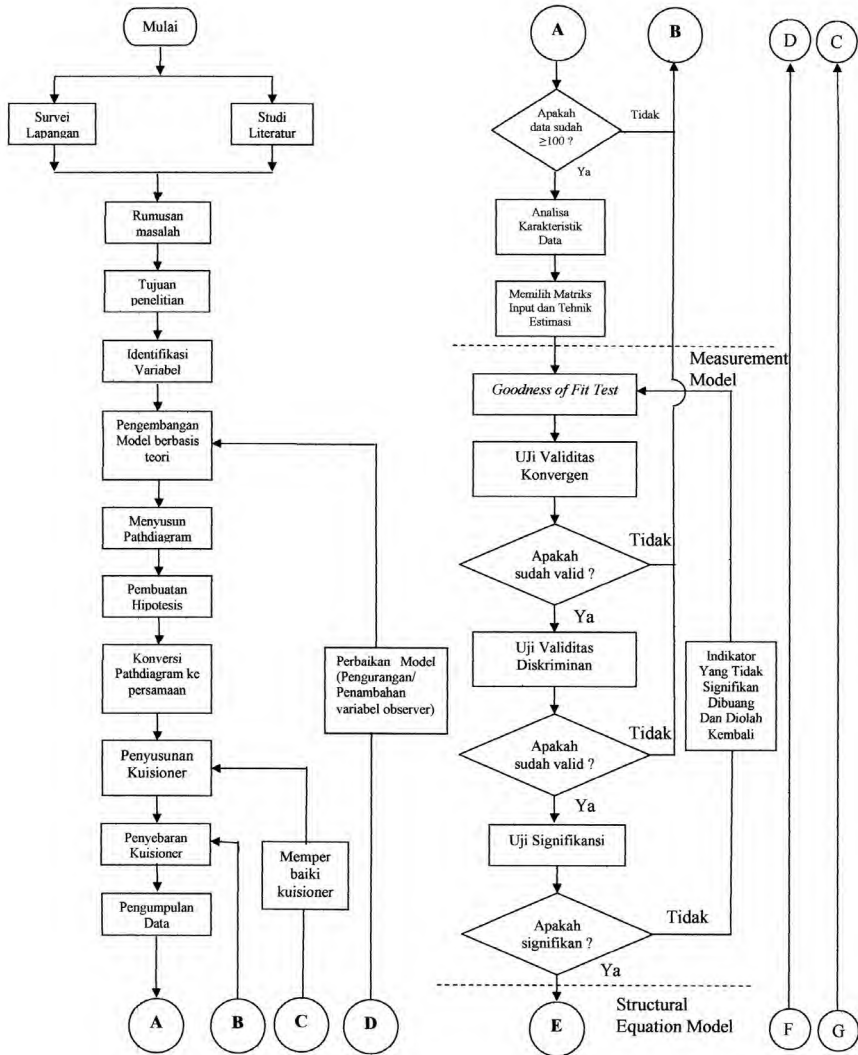 Mulai
Survei
Lapangan
Studi
Literatur
Rumusan
masalah
Tujuan
penelitian
Identifikasi
Variabel
Pengembangan
Model berbasis
teori
Menyusun
Pathdiagram
Pembuatan
Hipotesis
Konversi
Pathdiagram ke
persamaan
Penyusunan
Kuisioner
Penyebaran
Kuisioner
Pengumpulan
Data
Perbaikan Model
(Pengurangan/
Penambahan
variabel observer)
Memper
baiki
kuisioner
A
B
C
D
A
B
D
C
Apakah
data sudah
≥100 ?
Tidak
Ya
Analisa
Karakteristik
Data
Memilih Matriks
Input dan Tehnik
Estimasi
Measurement
Model
Goodness of Fit Test
UJi Validitas
Konvergen
Tidak
Apakah
sudah valid ?
Ya
Uji Validitas
Diskriminan
Indikator
Yang Tidak
Signifikan
Dibuang
Dan Diolah
Kembali
Tidak
Apakah
sudah valid ?
Ya
Uji Signifikansi
Apakah
signifikan ?
Tidak
Ya
E
Structural
Equation Model
F
G